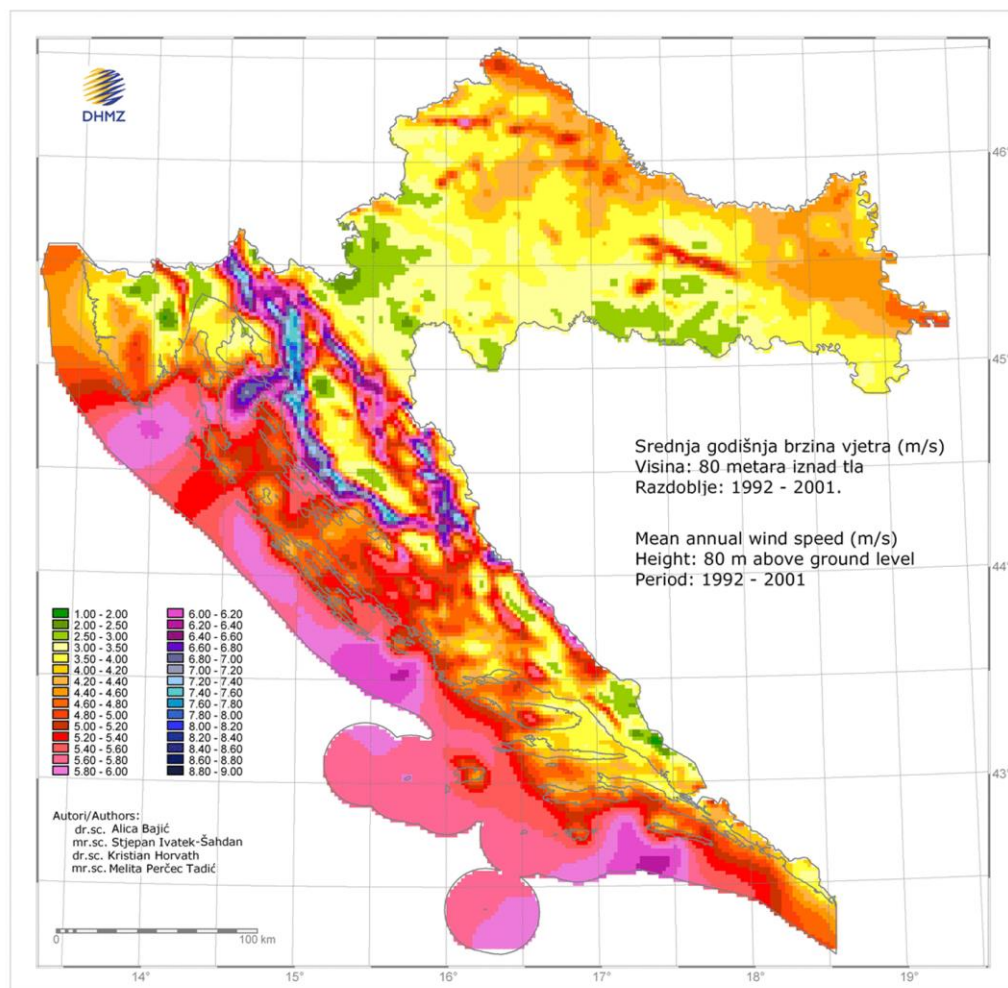 DHMZ
46°
45°
Srednja godišnja brzina vjetra (m/s)
Visina: 80 metara iznad tla
Razdoblje: 1992 - 2001.
Mean annual wind speed (m/s)
Height: 80 m above ground level
Period: 1992 - 2001
44°
1.00 - 2.00
2.00 - 2.50
2.50 - 3.00
3.00 - 3.50
3.50 - 4.00
4.00 - 4.20
4.20 - 4.40
4.40 - 4.60
4.60 - 4.80
4.80 - 5.00
5.00 - 5.20
5.20 - 5.40
5.40 - 5.60
5.60 - 5.80
5.80 - 6.00
6.00 - 6.20
6.20 - 6.40
6.40 - 6.60
6.60 - 6.80
6.80 - 7.00
7.00 - 7.20
7.20 - 7.40
7.40 - 7.60
7.60 - 7.80
7.80 - 8.00
8.00 - 8.20
8.20 - 8.40
8.40 - 8.60
8.60 - 8.80
8.80 - 9.00
43°
Autori/Authors:
dr.sc. Alica Bajić
mr.sc. Stjepan Ivatek-Šahdan
dr.sc. Kristian Horvath
mr.sc. Melita Perčec Tadić
0 100 km
14° 15° 16° 17° 18° 19°